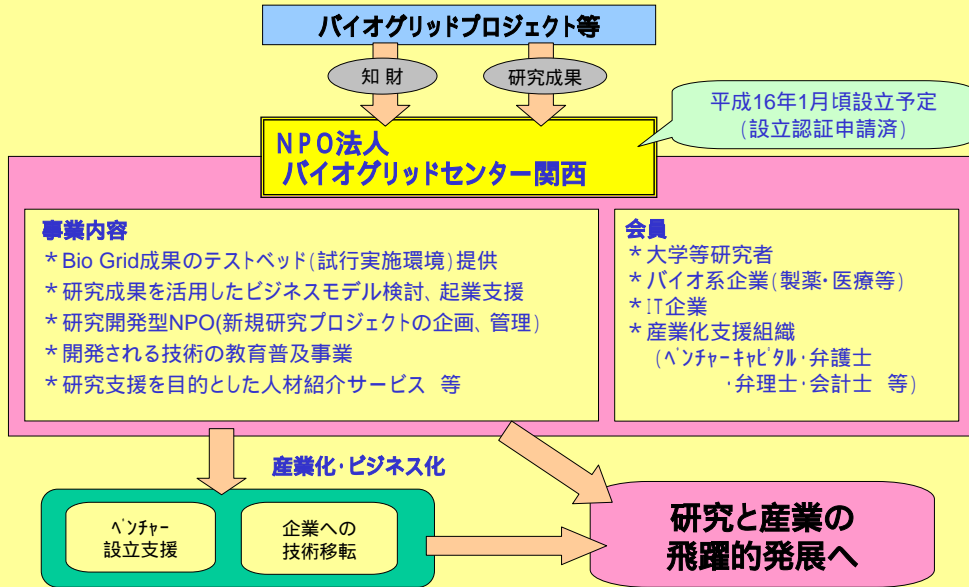 バイオグリッドプロジェクト等
知 財
研究成果
平成16年1月頃設立予定
(設立認証申請済)
NPO法人
バイオグリッドセンター関西
事業内容
*Bio Grid成果のテストベッド(試行実施環境)提供
*研究成果を活用したビジネスモデル検討、起業支援
*研究開発型NPO(新規研究プロジェクトの企画、管理)
*開発される技術の教育普及事業
*研究支援を目的とした人材紹介サービス 等
会員
*大学等研究者
*バイオ系企業(製薬・医療等)
*IT企業
*産業化支援組織
(ベンチャーキャピタル・弁護士
・弁理士・会計士 等)
産業化・ビジネス化
ベンチャー
設立支援
企業への
技術移転
研究と産業の
飛躍的発展へ